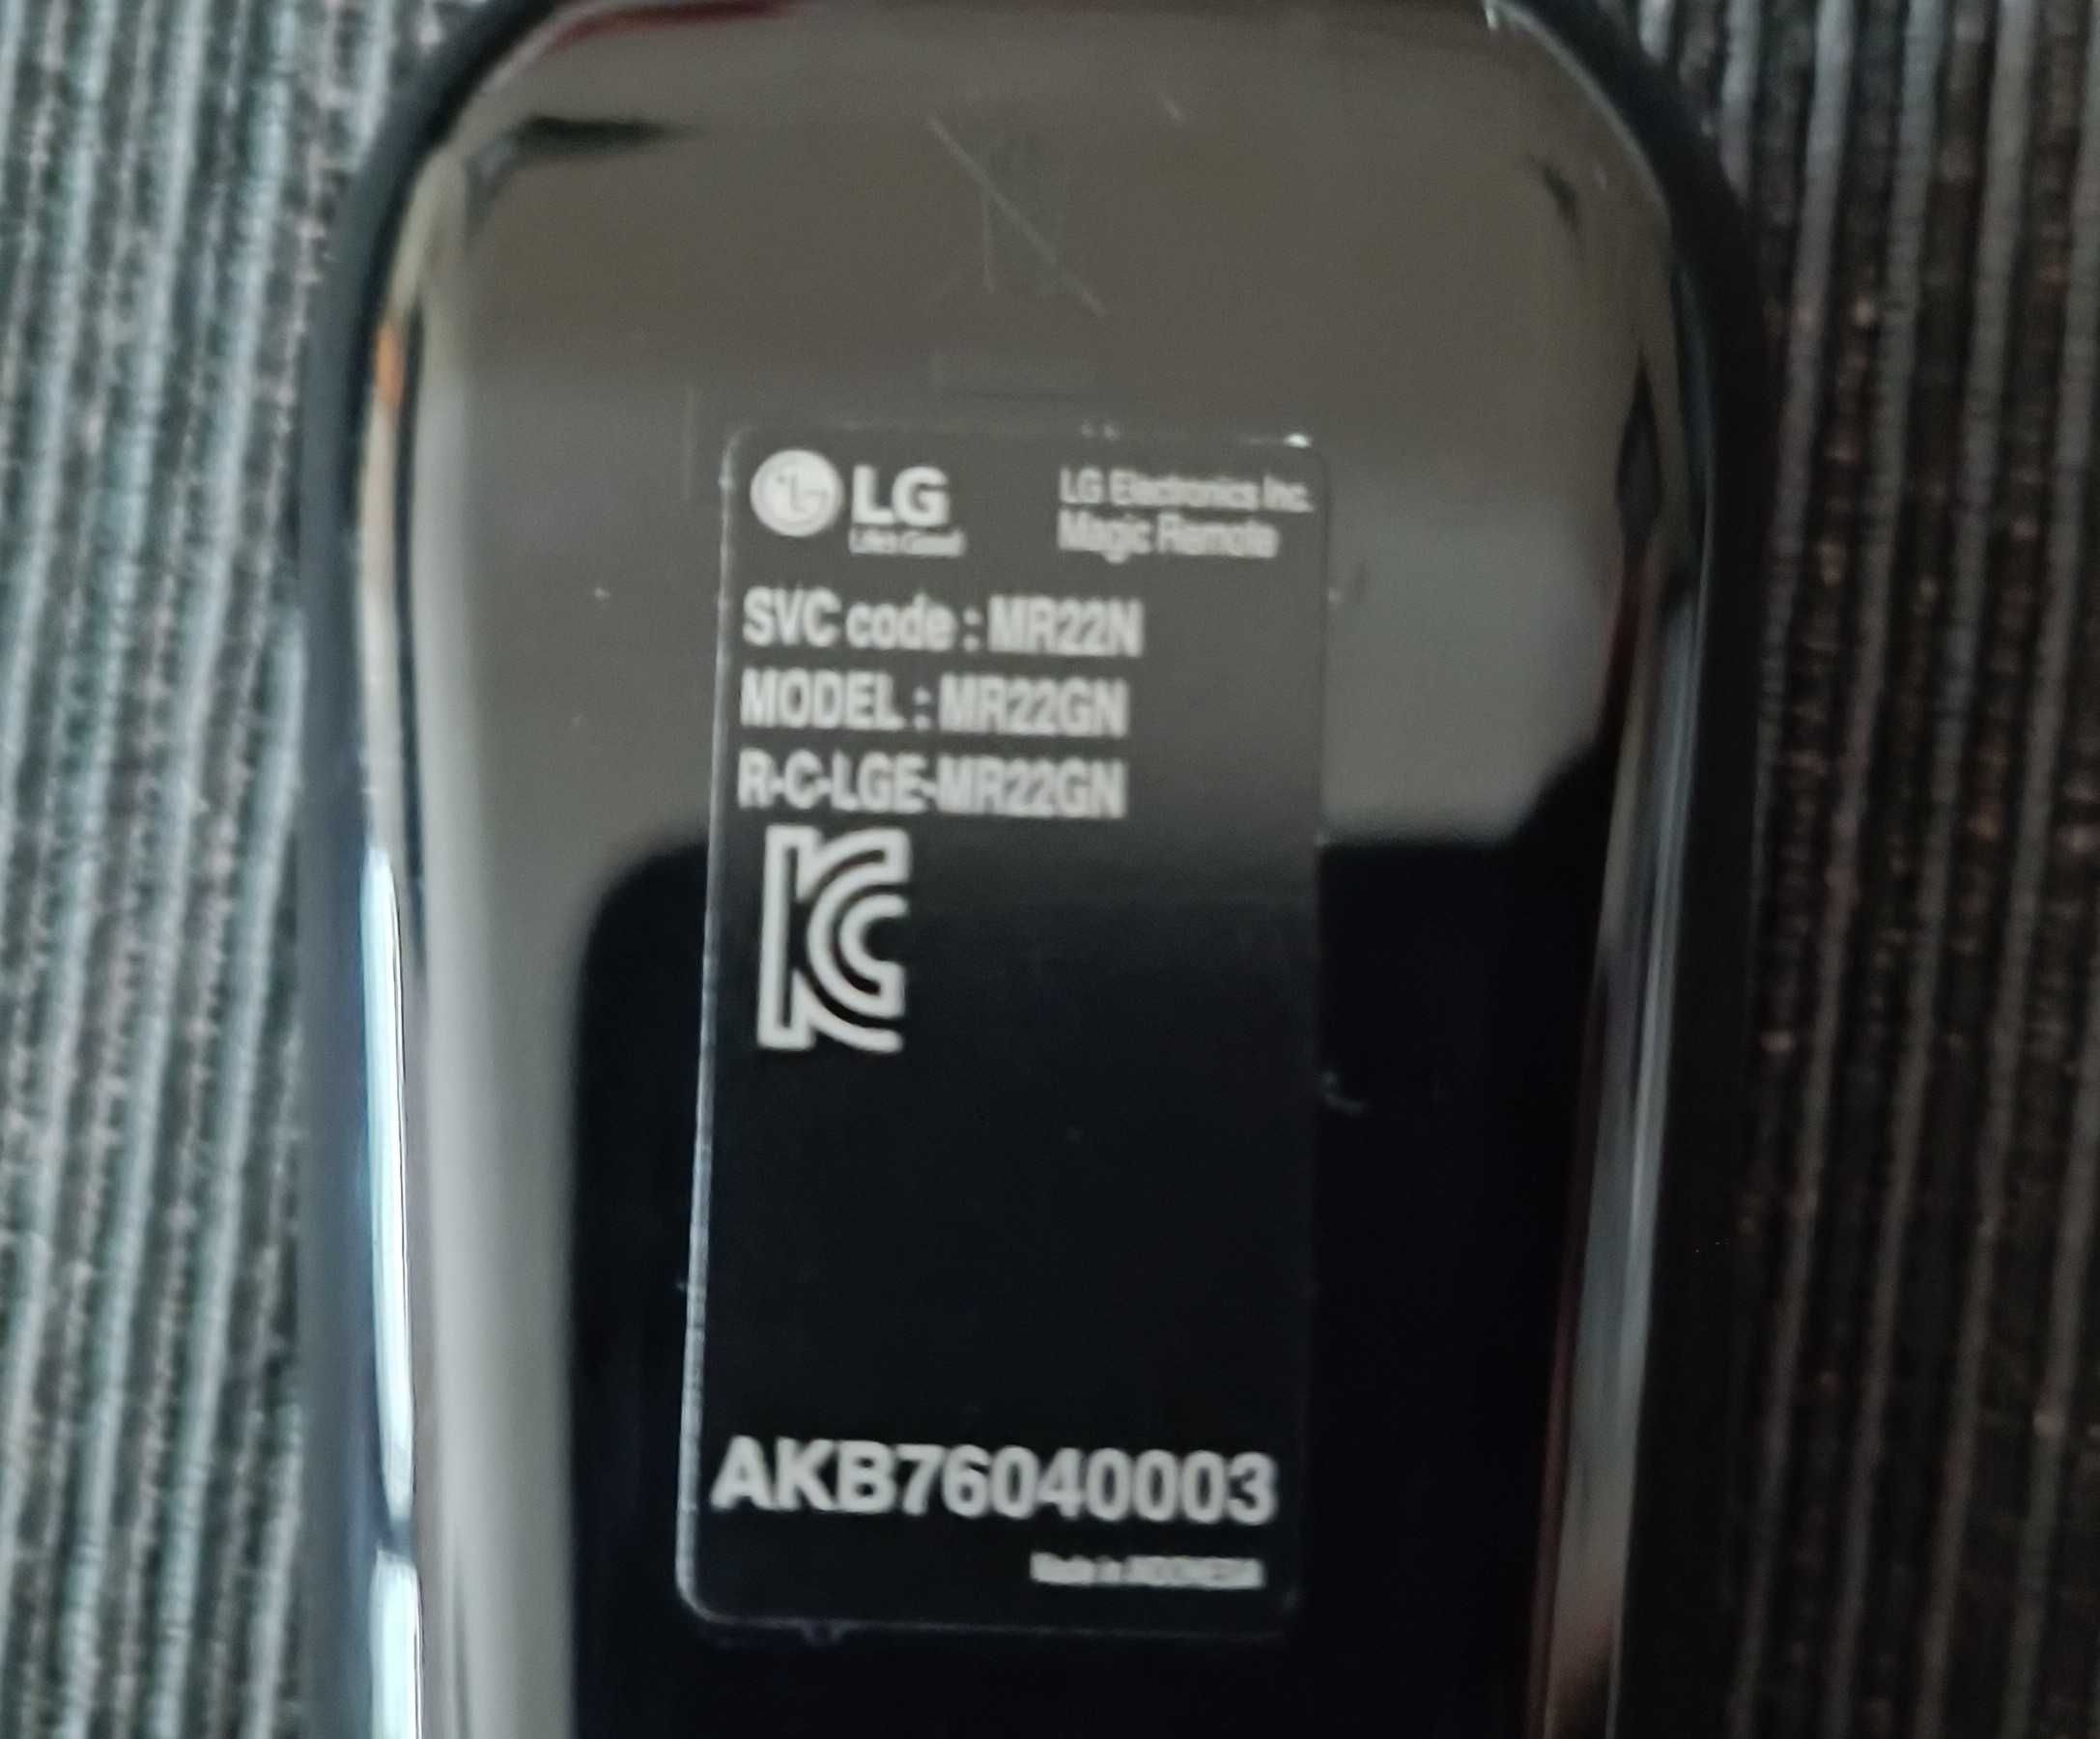 LG
Life's Good
LG Electronics Inc.
Magic Remote
SVC code : MR22N
MODEL : MR22GN
R-C-LGE-MR22GN
AKB76040003
Made in INDONESIA